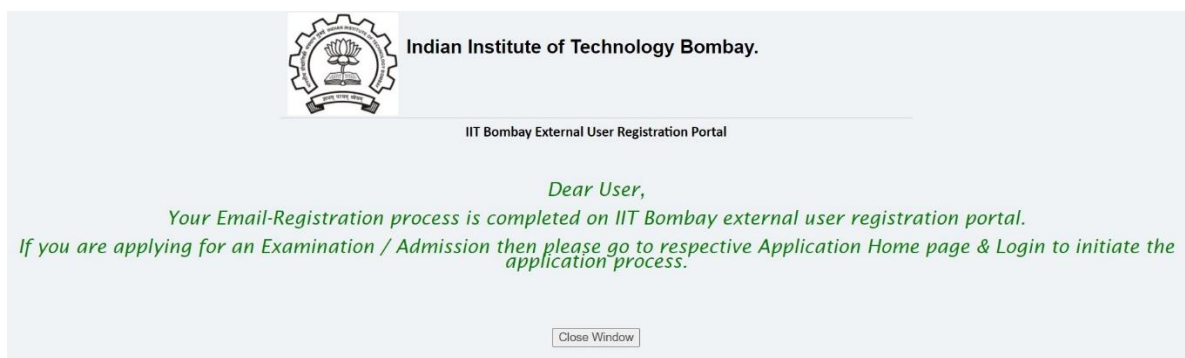 Indian Institute of Technology Bombay.
IIT Bombay External User Registration Portal
Dear User,
Your Email-Registration process is completed on IIT Bombay external user registration portal.
If you are applying for an Examination / Admission then please go to respective Application Home page & Login to initiate the
application process.
Close Window